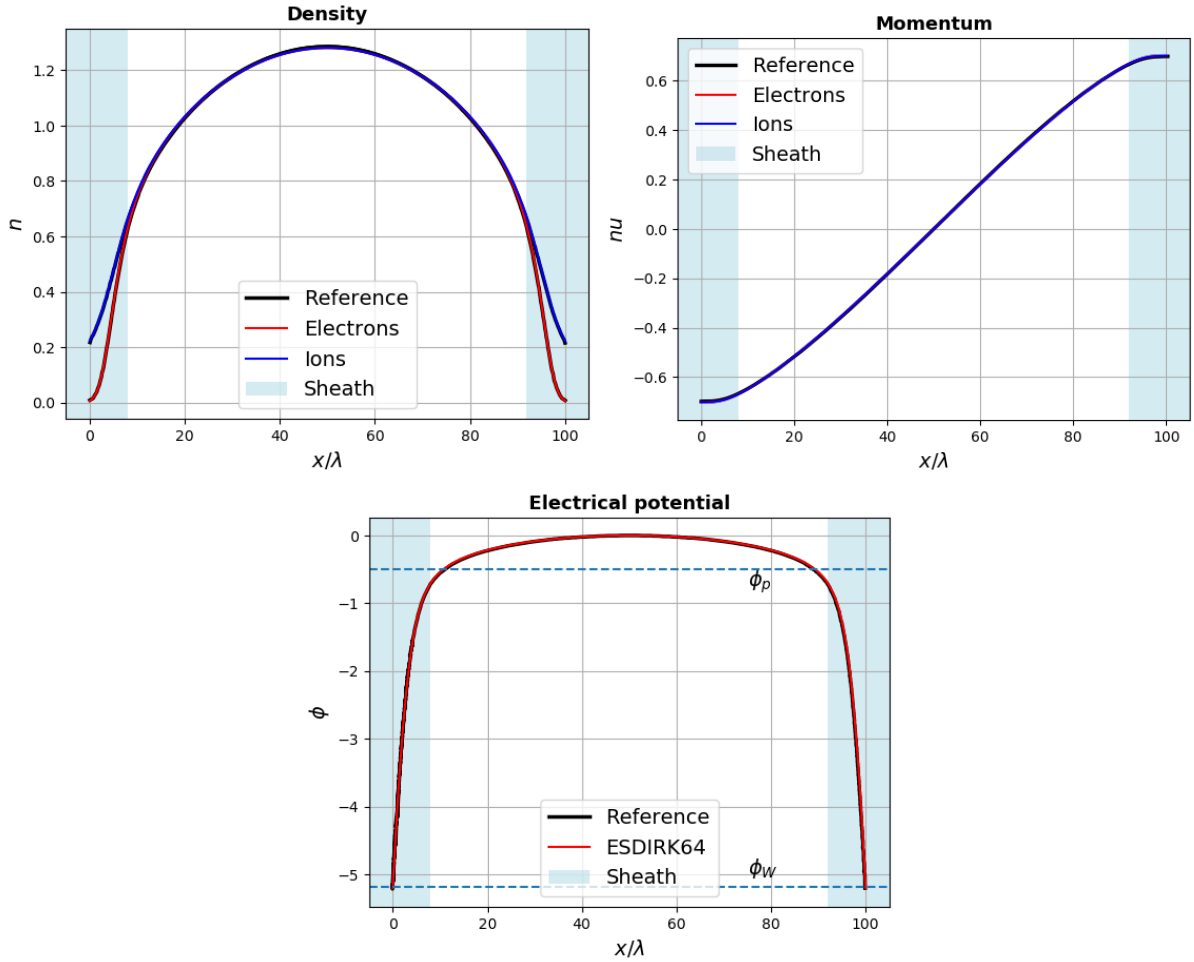 Density
n
1.2
1.0
0.8
0.6
0.4
0.2
0.0
Reference
Electrons
Ions
Sheath
0 20 40 60 80 100
x/λ
Momentum
nu
0.6
0.4
0.2
0.0
−0.2
−0.4
−0.6
Reference
Electrons
Ions
Sheath
0 20 40 60 80 100
x/λ
Electrical potential
ϕ
0
−1
−2
−3
−4
−5
ϕp
ϕW
Reference
ESDIRK64
Sheath
0 20 40 60 80 100
x/λ